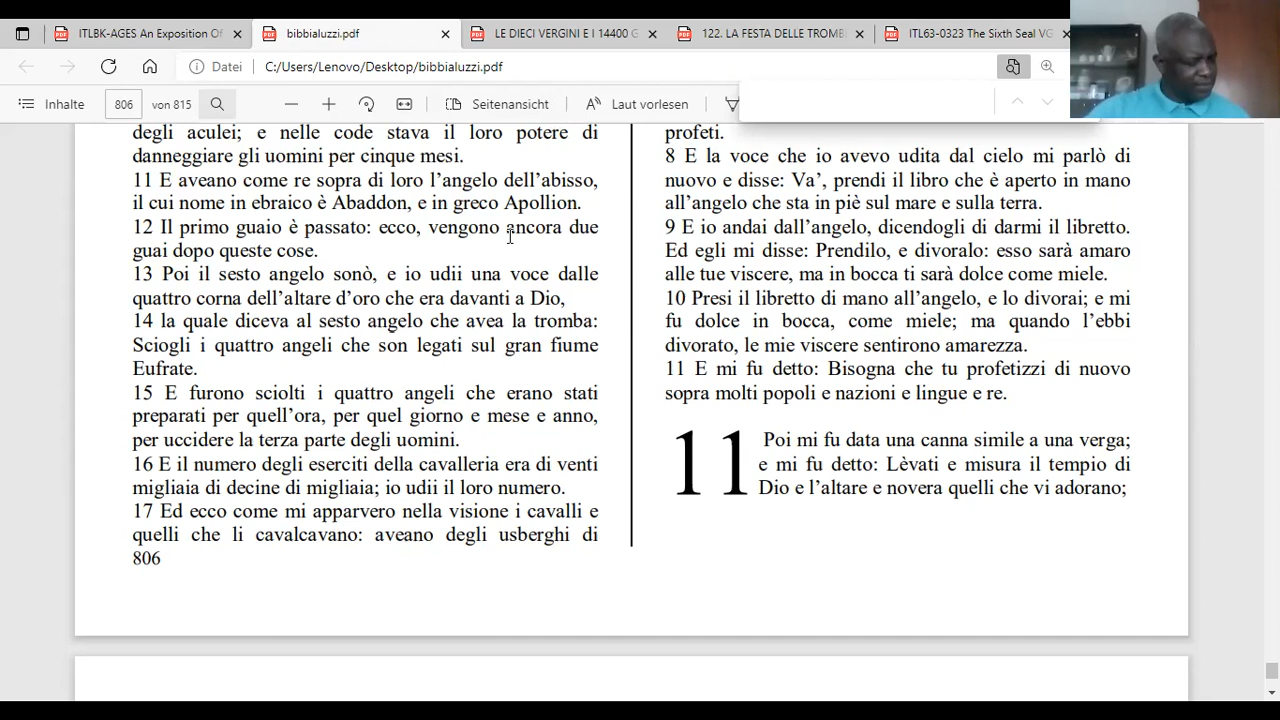 ITLBK-AGES An Exposition Of
bibbialuzzi.pdf
LE DIECI VERGINI E I 14400 G
122. LA FESTA DELLE TROMB
ITL63-0323 The Sixth Seal VG
Datei
C:/Users/Lenovo/Desktop/bibbialuzzi.pdf
Inhalte
806
von 815
Seitenansicht
Laut vorlesen
degli aculei; e nelle code stava il loro potere di
danneggiare gli uomini per cinque mesi.
11 E aveano come re sopra di loro l’angelo dell’abisso,
il cui nome in ebraico è Abaddon, e in greco Apollion.
12 Il primo guaio è passato: ecco, vengono ancora due
guai dopo queste cose.
13 Poi il sesto angelo sonò, e io udii una voce dalle
quattro corna dell’altare d’oro che era davanti a Dio,
14 la quale diceva al sesto angelo che avea la tromba:
Sciogli i quattro angeli che son legati sul gran fiume
Eufrate.
15 E furono sciolti i quattro angeli che erano stati
preparati per quell’ora, per quel giorno e mese e anno,
per uccidere la terza parte degli uomini.
16 E il numero degli eserciti della cavalleria era di venti
migliaia di decine di migliaia; io udii il loro numero.
17 Ed ecco come mi apparvero nella visione i cavalli e
quelli che li cavalcavano: aveano degli usberghi di
806
profeti.
8 E la voce che io avevo udita dal cielo mi parlò di
nuovo e disse: Va’, prendi il libro che è aperto in mano
all’angelo che sta in piè sul mare e sulla terra.
9 E io andai dall’angelo, dicendogli di darmi il libretto.
Ed egli mi disse: Prendilo, e divoralo: esso sarà amaro
alle tue viscere, ma in bocca ti sarà dolce come miele.
10 Presi il libretto di mano all’angelo, e lo divorai; e mi
fu dolce in bocca, come miele; ma quando l’ebbi
divorato, le mie viscere sentirono amarezza.
11 E mi fu detto: Bisogna che tu profetizzi di nuovo
sopra molti popoli e nazioni e lingue e re.
11 Poi mi fu data una canna simile a una verga;
e mi fu detto: Lèvati e misura il tempio di
Dio e l’altare e novera quelli che vi adorano;